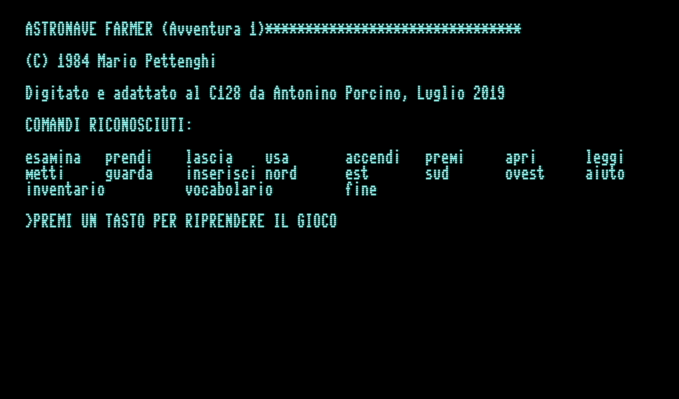 ASTRONAVE FARMER (Avventura 1)********************************
(C) 1984 Mario Pettenghi
Digitato e adattato al C128 da Antonino Porcino, Luglio 2019
COMANDI RICONOSCIUTI:
esamina prendi lascia usa accendi premi apri leggi
metti guarda inserisci nord est sud ovest aiuto
inventario vocabolario fine
>PREMI UN TASTO PER RIPRENDERE IL GIOCO